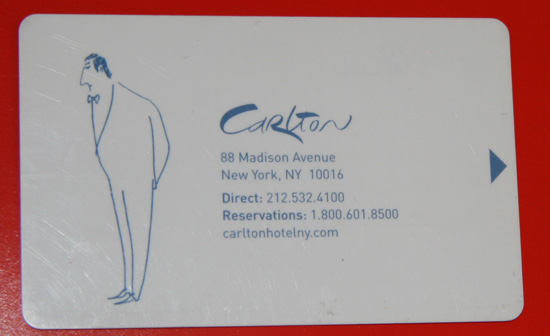 Carlton
88 Madison Avenue
New York, NY 10016
Direct: 212.532.4100
Reservations: 1.800.601.8500
carltonhotelny.com